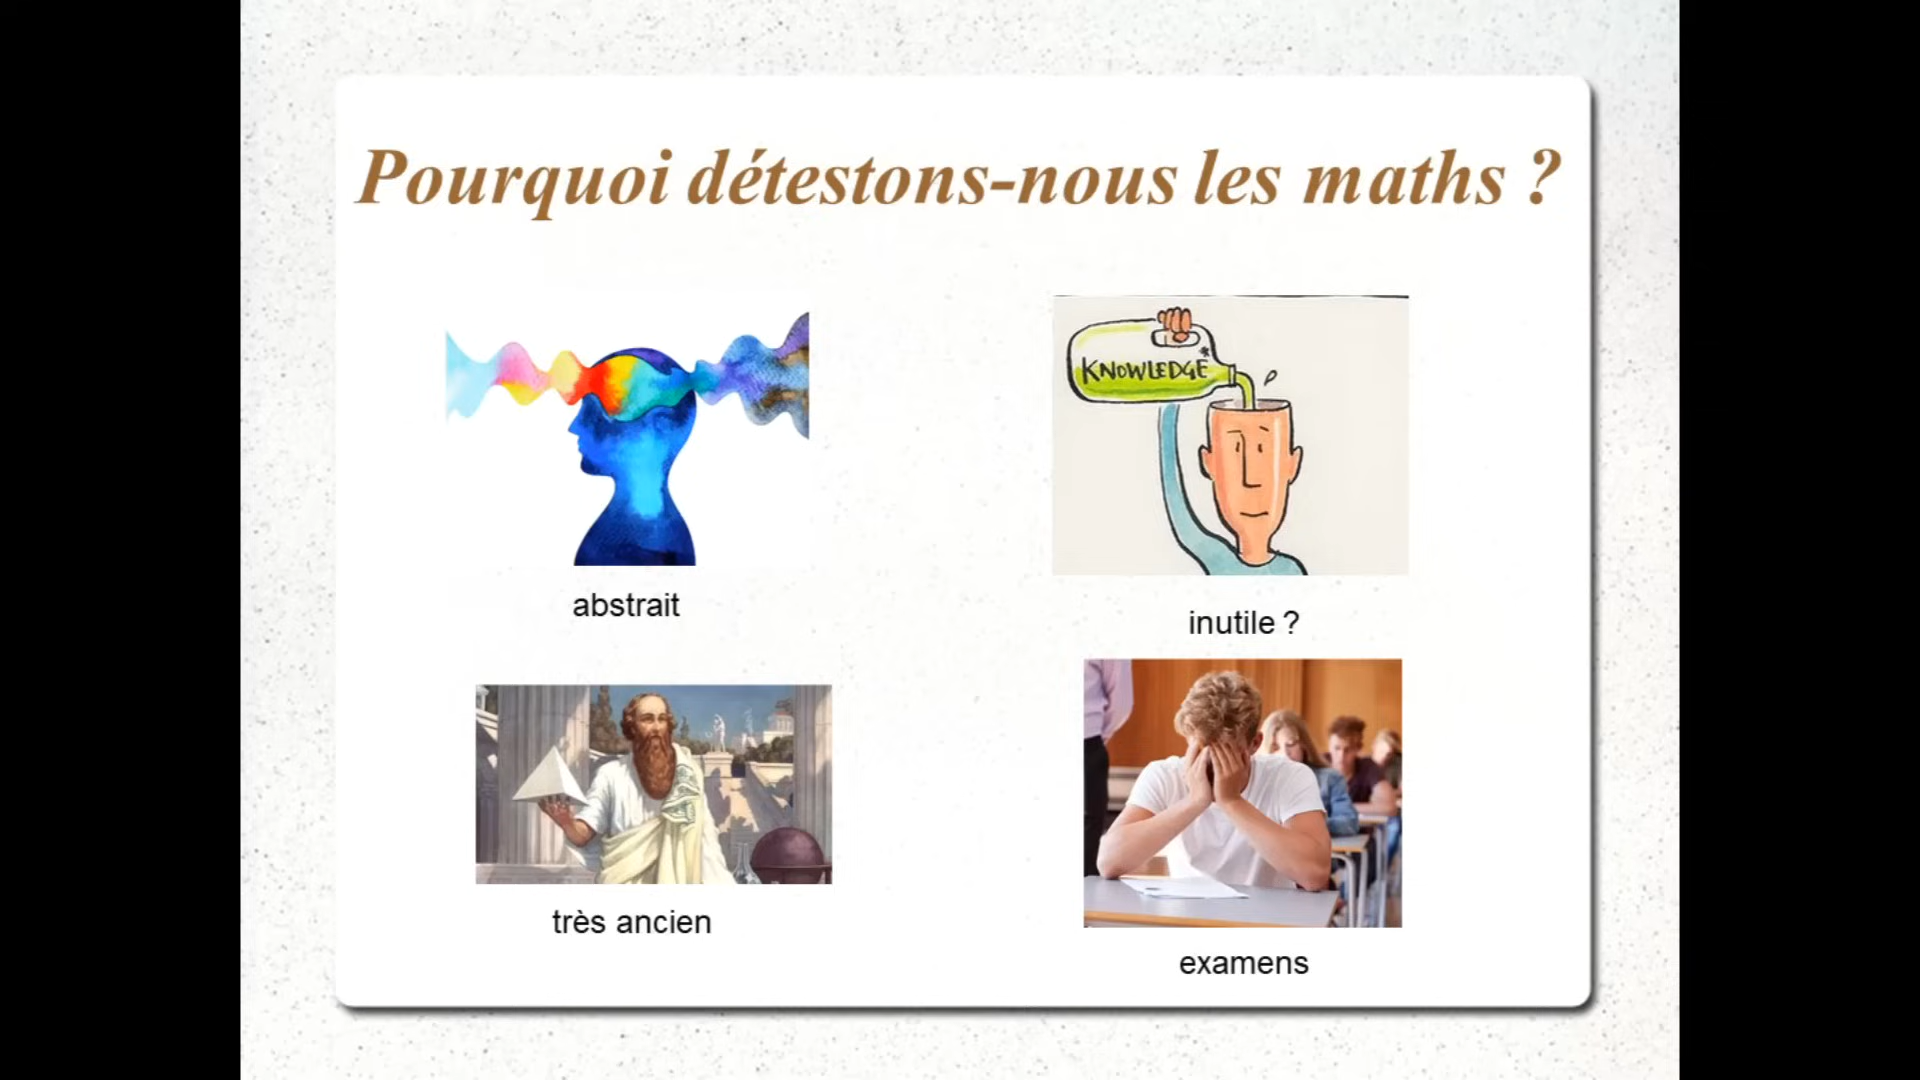 Pourquoi détestons-nous les maths ?
KNOWLEDGE*
abstrait
inutile ?
très ancien
examens